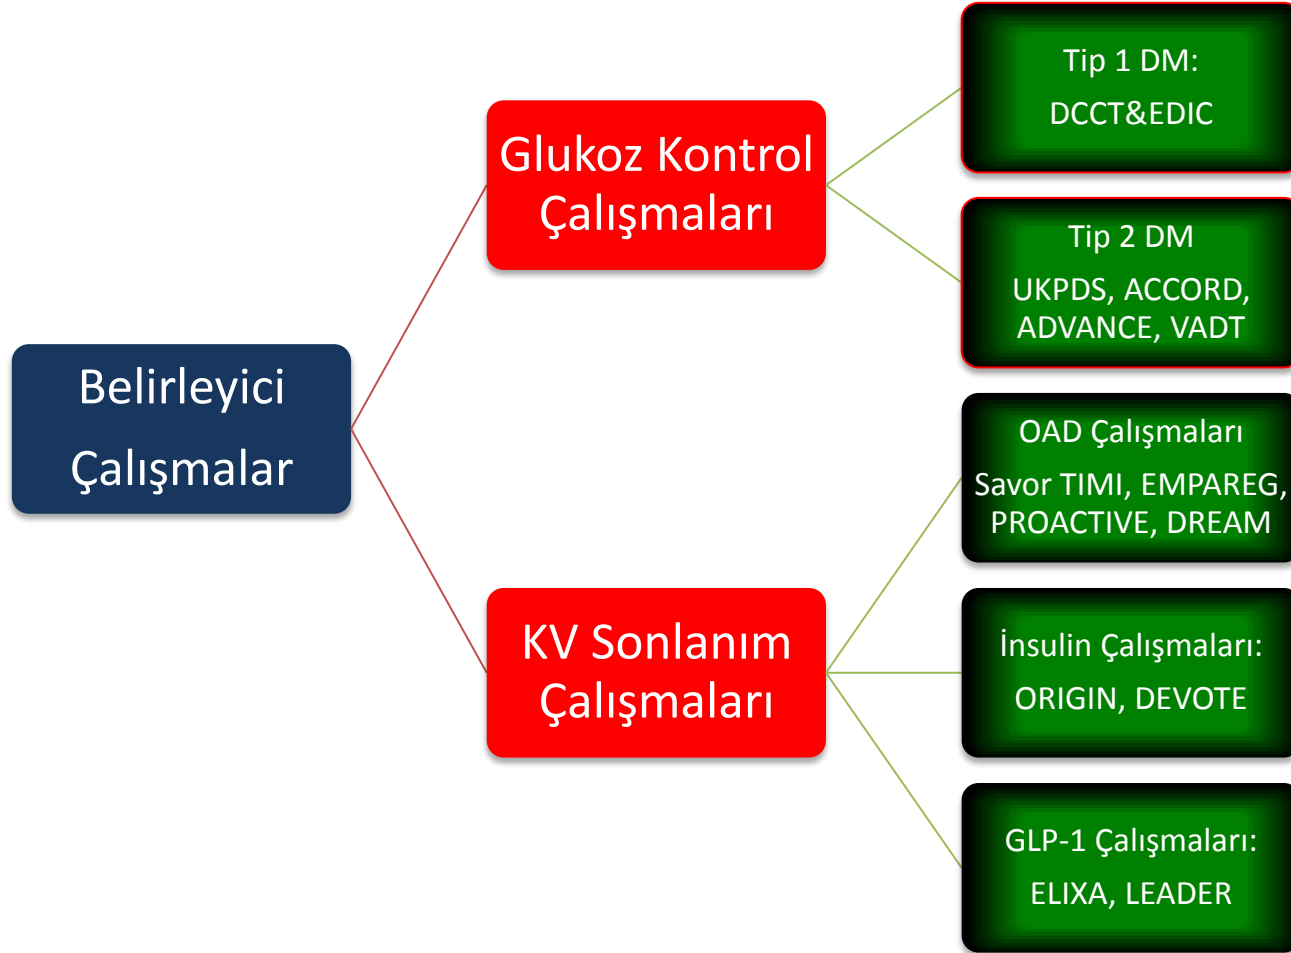 Belirleyici
Çalışmalar
Glukoz Kontrol
Çalışmaları
Tip 1 DM:
DCCT&EDIC
Tip 2 DM
UKPDS, ACCORD,
ADVANCE, VADT
KV Sonlanım
Çalışmaları
OAD Çalışmaları
Savor TIMI, EMPAREG,
PROACTIVE, DREAM
İnsulin Çalışmaları:
ORIGIN, DEVOTE
GLP-1 Çalışmaları:
ELIXA, LEADER